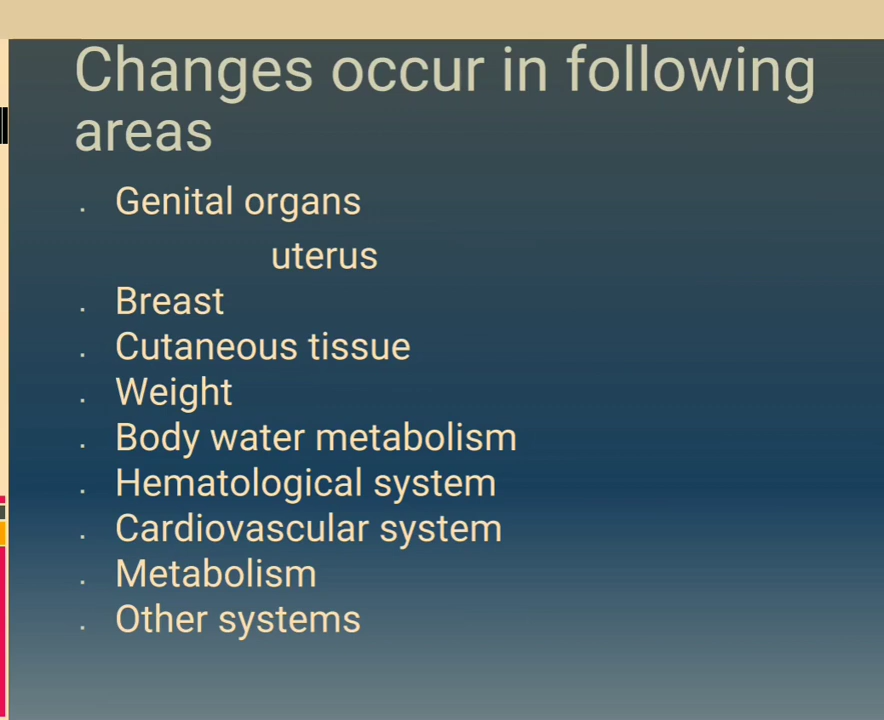 Changes occur in following
areas
. Genital organs
uterus
. Breast
. Cutaneous tissue
. Weight
. Body water metabolism
. Hematological system
. Cardiovascular system
. Metabolism
. Other systems